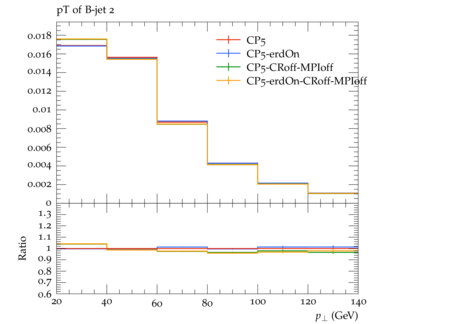 pT of B-jet 2
0.018
0.016
0.014
0.012
0.01
0.008
0.006
0.004
0.002
0
CP5
CP5-erdOn
CP5-CRoff-MPIoff
CP5-erdOn-CRoff-MPIoff
Ratio
1.3
1.2
1.1
1
0.9
0.8
0.7
0.6
20 40 60 80 100 120 140
p⊥ (GeV)